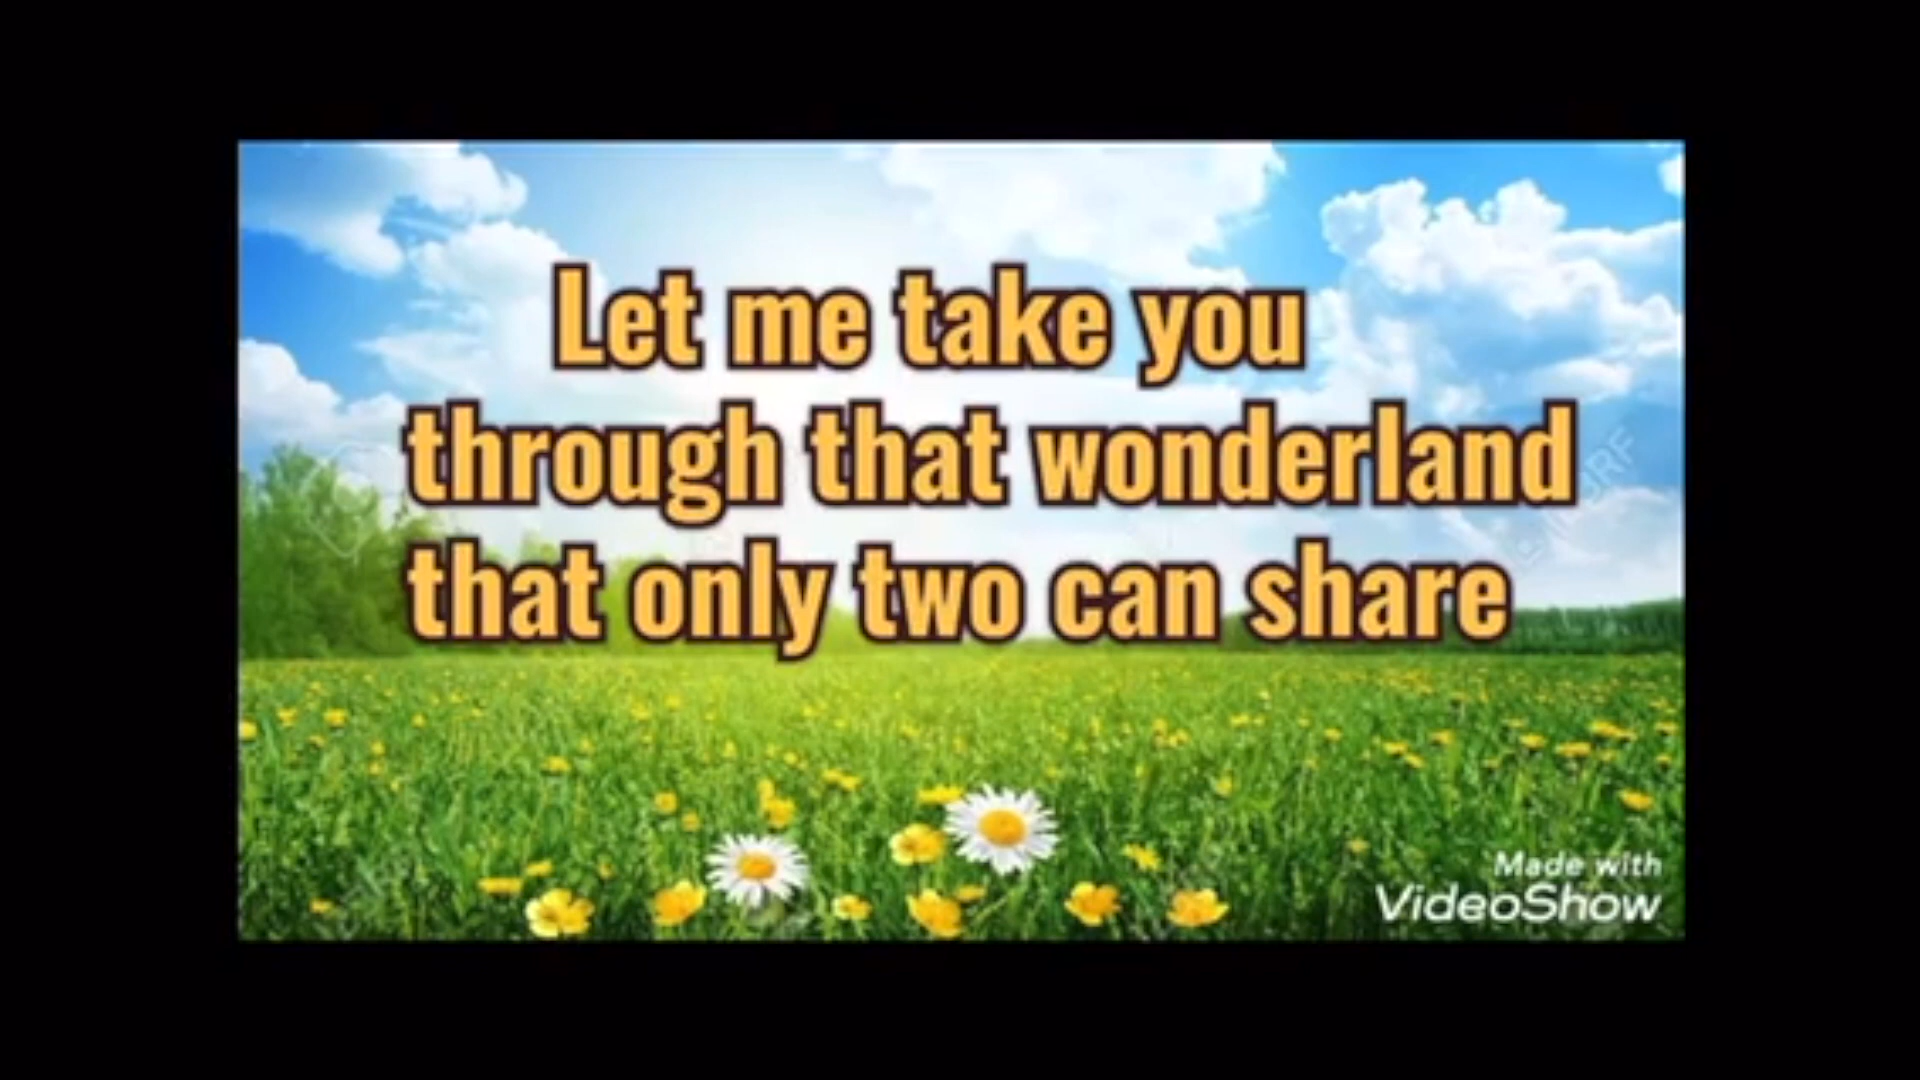 Let me take you
through that wonderland
that only two can share
Made with
VideoShow